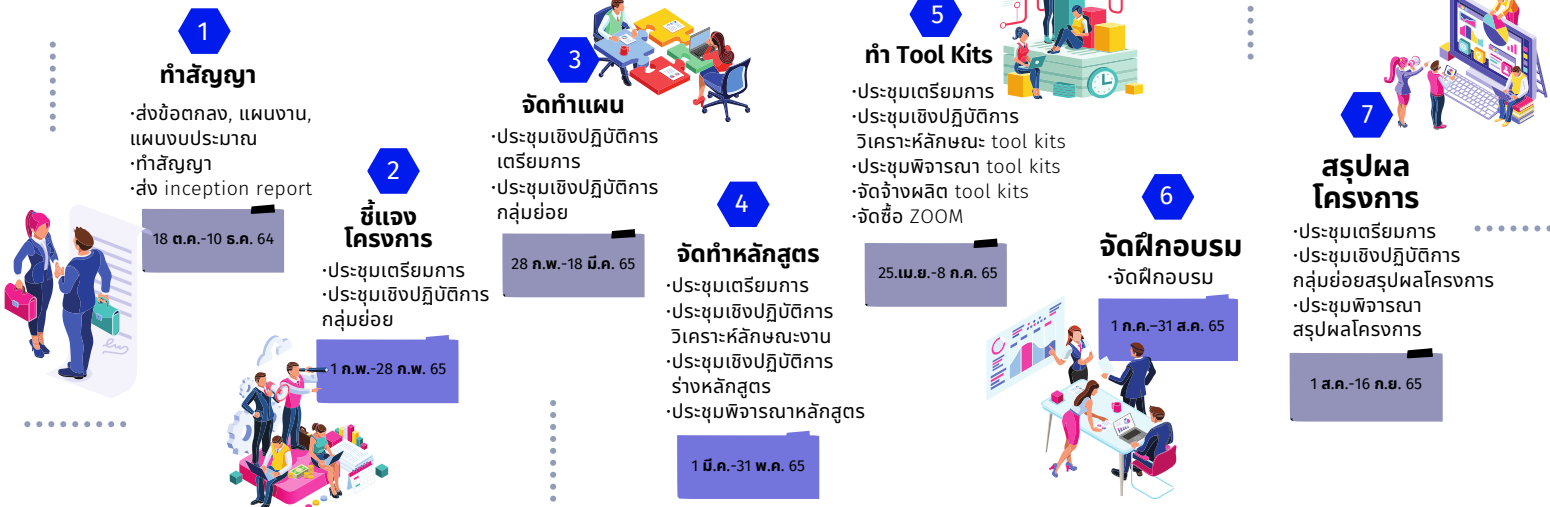 1
ทำสัญญา
·ส่งข้อตกลง, แผนงาน,
แผนงบประมาณ
·ทำสัญญา
·ส่ง inception report
18 ต.ค.-10 ธ.ค. 64
2
ชี้แจง
โครงการ
·ประชุมเตรียมการ
·ประชุมเชิงปฏิบัติการ
กลุ่มย่อย
1 ก.พ.-28 ก.พ. 65
3
จัดทำแผน
·ประชุมเชิงปฏิบัติการ
เตรียมการ
·ประชุมเชิงปฏิบัติการ
กลุ่มย่อย
28 ก.พ.-18 มี.ค. 65
4
จัดทำหลักสูตร
·ประชุมเตรียมการ
·ประชุมเชิงปฏิบัติการ
วิเคราะห์ลักษณะงาน
·ประชุมเชิงปฏิบัติการ
ร่างหลักสูตร
·ประชุมพิจารณาหลักสูตร
1 มี.ค.-31 พ.ค. 65
5
ทำ Tool Kits
·ประชุมเตรียมการ
·ประชุมเชิงปฏิบัติการ
วิเคราะห์ลักษณะ tool kits
·ประชุมพิจารณา tool kits
·จัดจ้างผลิต tool kits
·จัดซื้อ ZOOM
25.เม.ย.-8 ก.ค. 65
6
จัดฝึกอบรม
·จัดฝึกอบรม
1 ก.ค.–31 ส.ค. 65
7
สรุปผล
โครงการ
·ประชุมเตรียมการ
·ประชุมเชิงปฏิบัติการ
กลุ่มย่อยสรุปผลโครงการ
·ประชุมพิจารณา
สรุปผลโครงการ
1 ส.ค.-16 ก.ย. 65